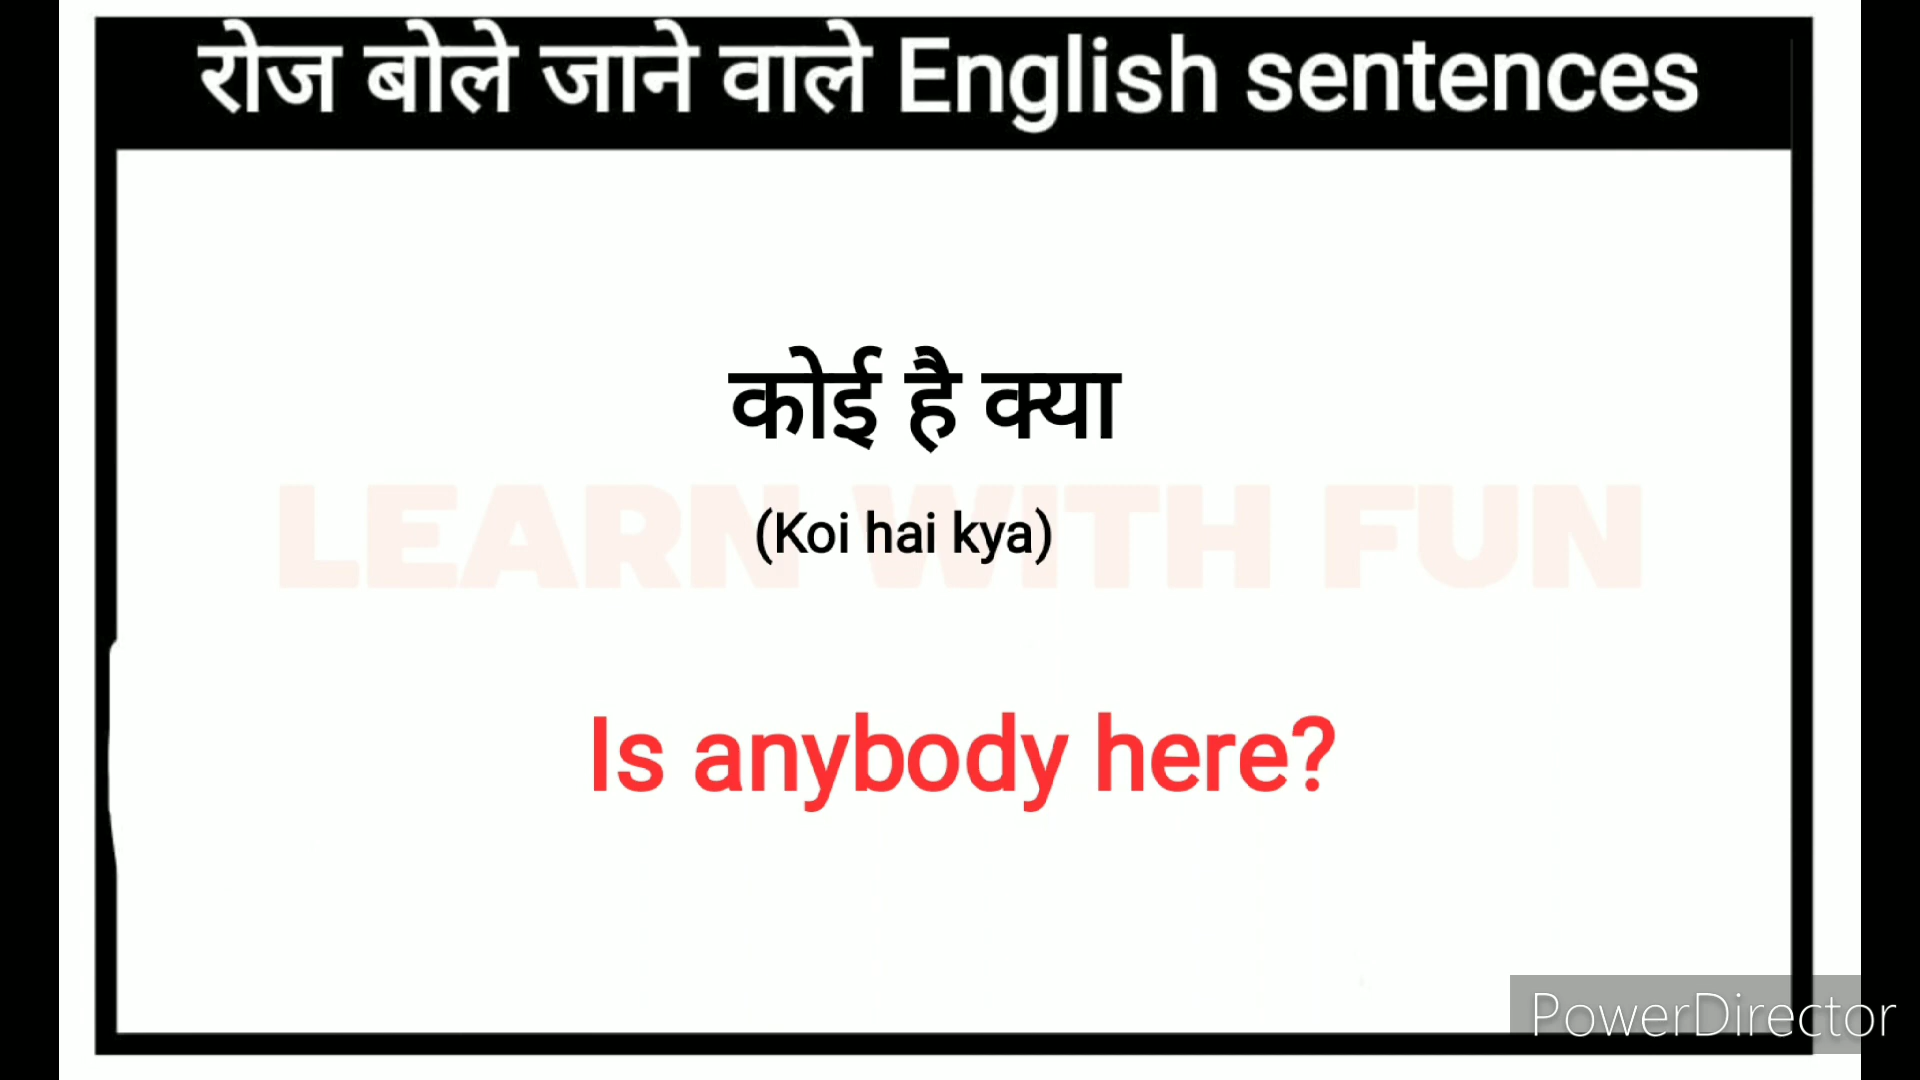 रोज बोले जाने वाले English sentences
कोई है क्या
LEARN WITH FUN
(Koi hai kya)
Is anybody here?
PowerDirector